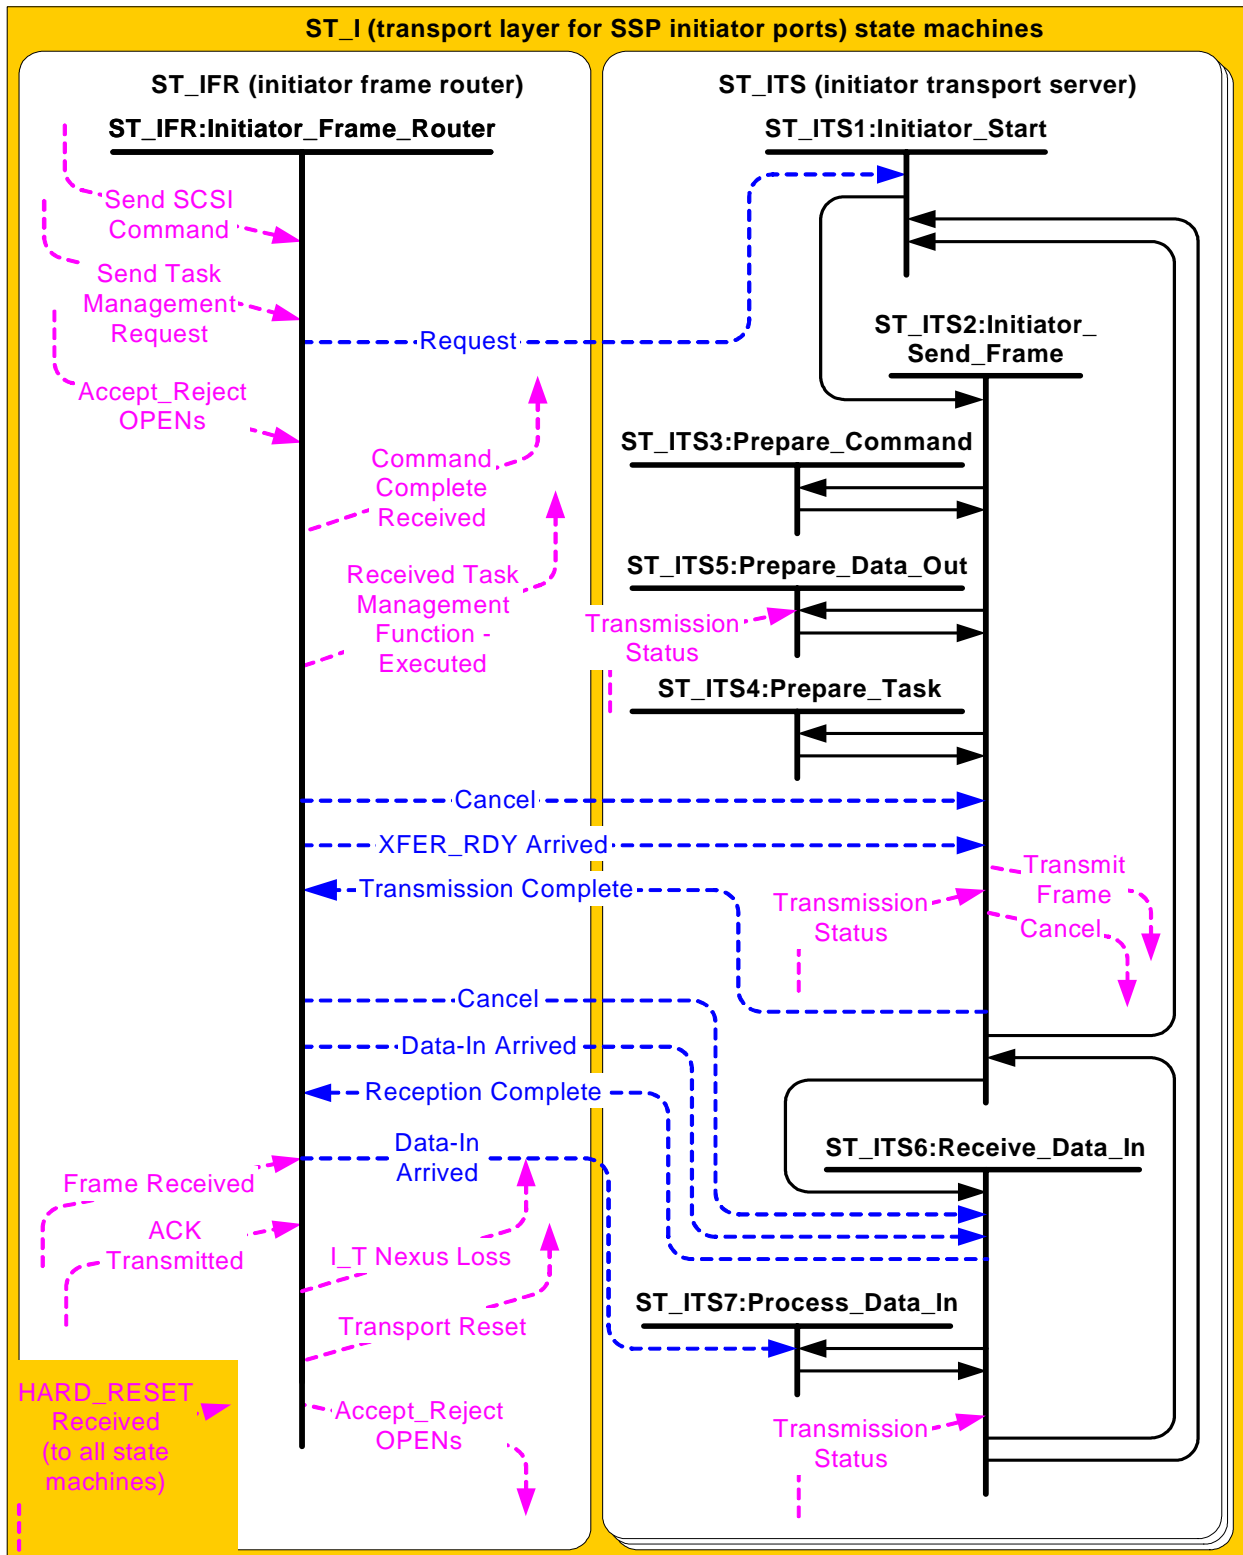 ST_I (transport layer for SSP initiator ports) state machines
ST_IFR (initiator frame router)
ST_IFR:Initiator_Frame_Router
Send SCSI
Command
Send Task
Management
Request
Request
Accept_Reject
OPENs
Command
Complete
Received
Received Task
Management
Function -
Executed
Cancel
XFER_RDY Arrived
Transmission Complete
Cancel
Data-In Arrived
Reception Complete
Data-In
Arrived
Frame Received
ACK
Transmitted
I_T Nexus Loss
Transport Reset
HARD_RESET
Received
(to all state
machines)
Accept_Reject
OPENs
ST_ITS (initiator transport server)
ST_ITS1:Initiator_Start
ST_ITS2:Initiator_
Send_Frame
ST_ITS3:Prepare_Command
ST_ITS5:Prepare_Data_Out
Transmission
Status
ST_ITS4:Prepare_Task
Transmit
Frame
Transmission
Status
Cancel
ST_ITS6:Receive_Data_In
ST_ITS7:Process_Data_In
Transmission
Status